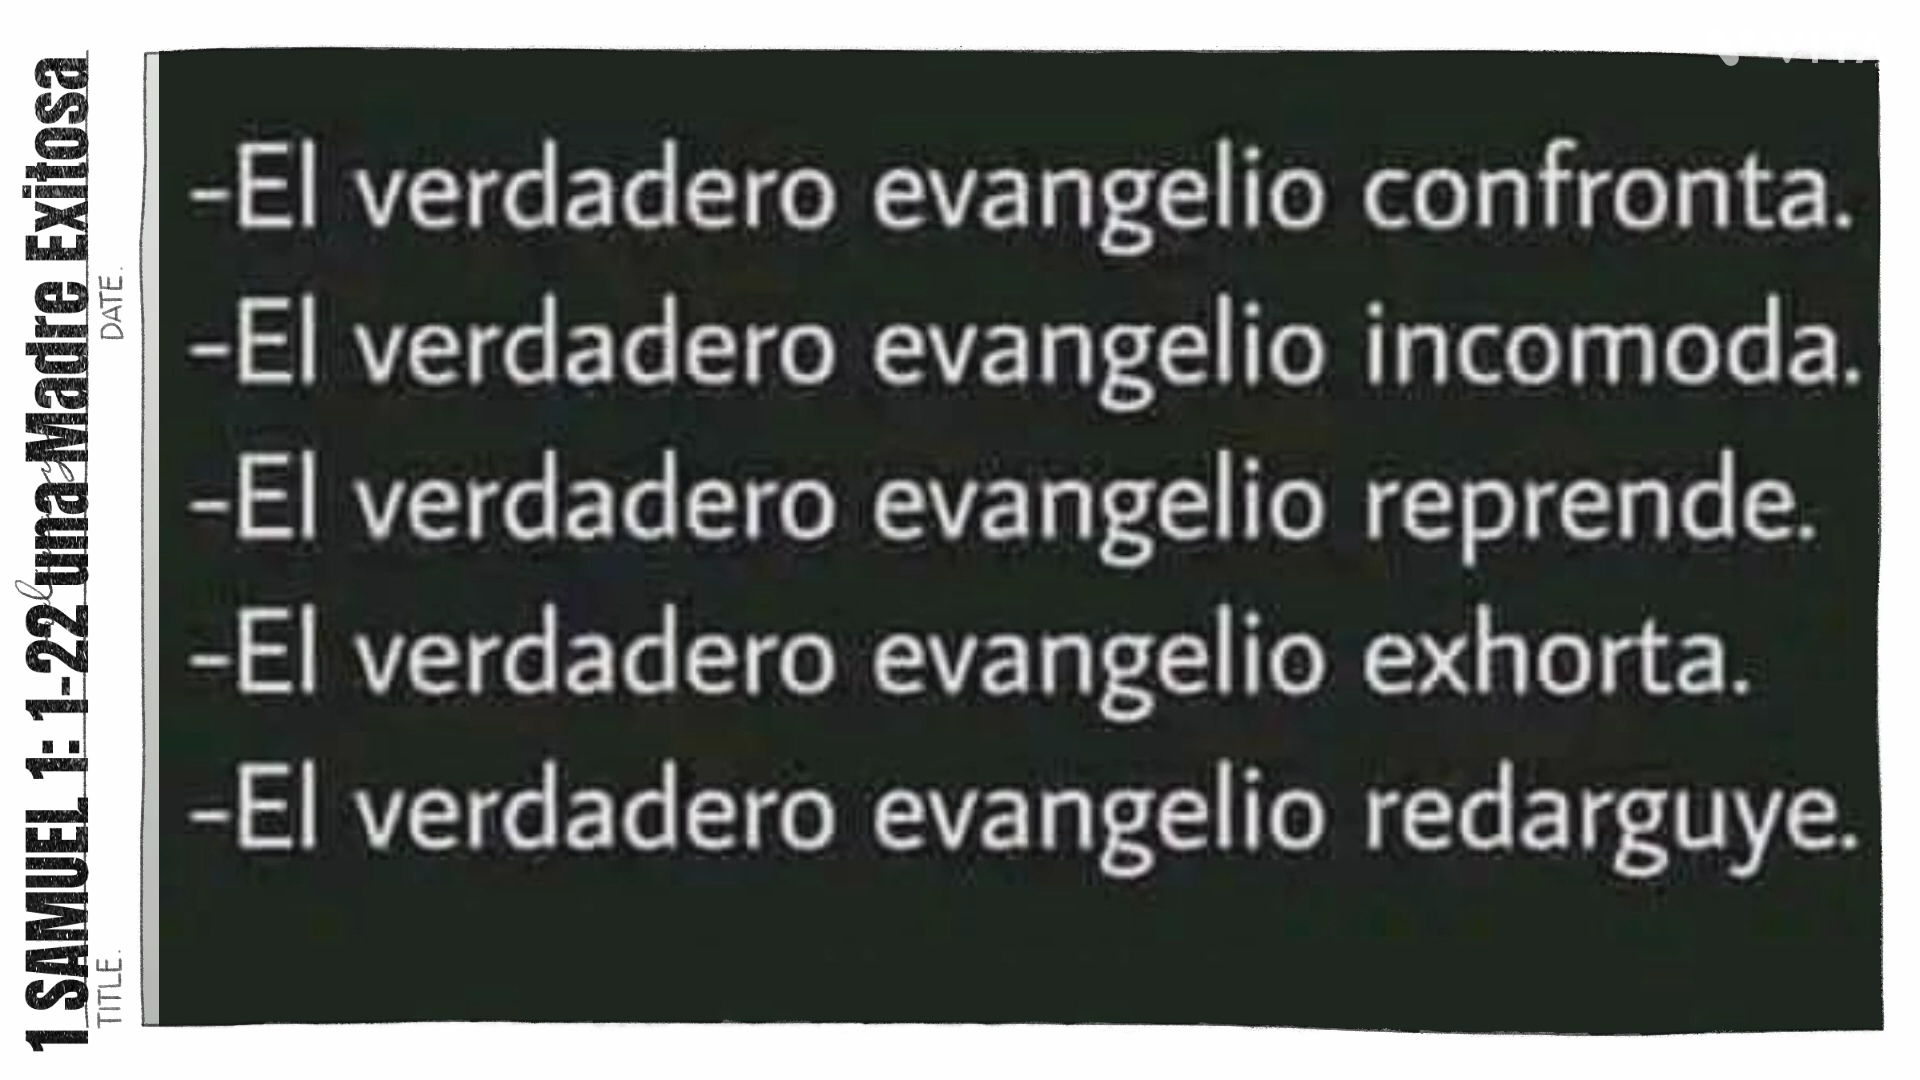 1 SAMUEL 1: 1-22 una Madre Exitosa
TITLE.
DATE.
-El verdadero evangelio confronta.
-El verdadero evangelio incomoda.
-El verdadero evangelio reprende.
-El verdadero evangelio exhorta.
-El verdadero evangelio redarguye.